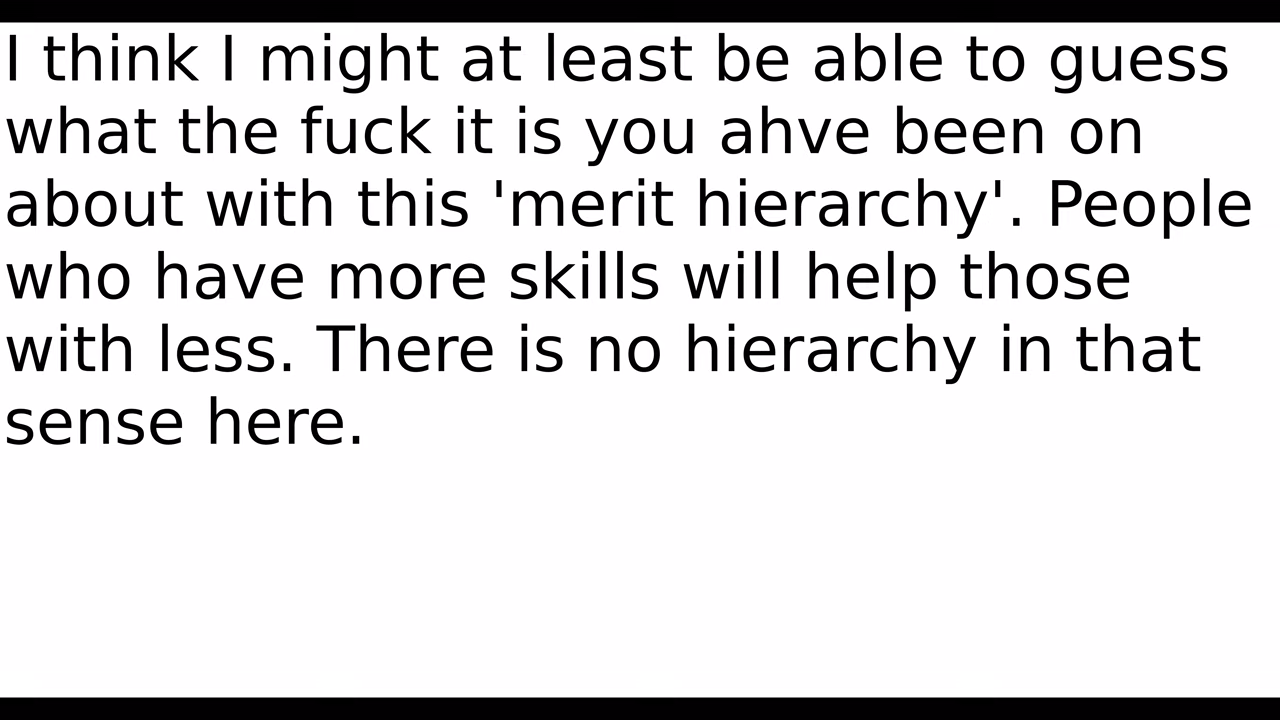 I think I might at least be able to guess
what the fuck it is you ahve been on
about with this 'merit hierarchy'. People
who have more skills will help those
with less. There is no hierarchy in that
sense here.